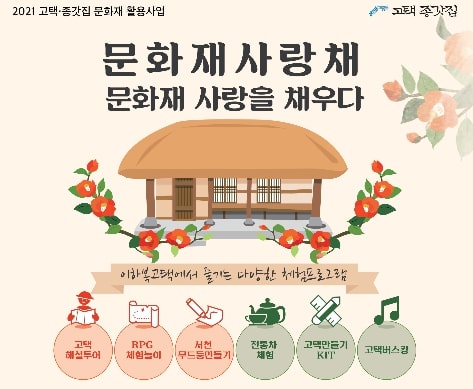 2021 고택·종갓집 문화재 활용사업
고택 종갓집
문화재사랑채
문화재 사랑을 채우다
이하복고택에서 즐기는 다양한 체험프로그램
고택
해설투어
RPG
체험놀이
서천
무드등만들기
전통차
체험
고택만들기
KIT
고택버스킹